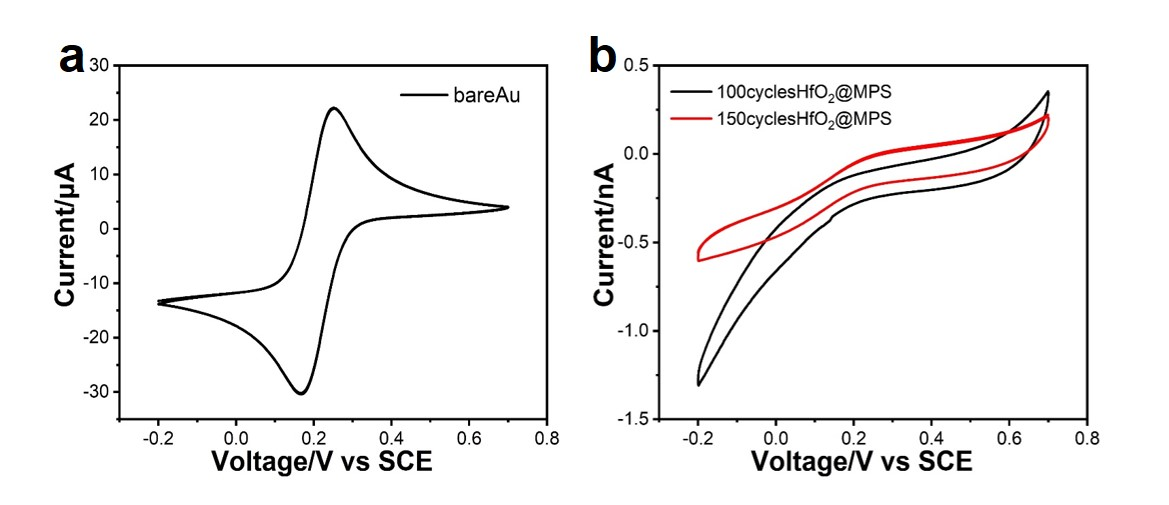 a
30
20
10
0
-10
-20
-30
-0.2 0.0 0.2 0.4 0.6 0.8
Current/μA
Voltage/V vs SCE
bareAu
b
0.5
0.0
-0.5
-1.0
-1.5
-0.2 0.0 0.2 0.4 0.6 0.8
Current/nA
Voltage/V vs SCE
100cyclesHfO₂@MPS
150cyclesHfO₂@MPS